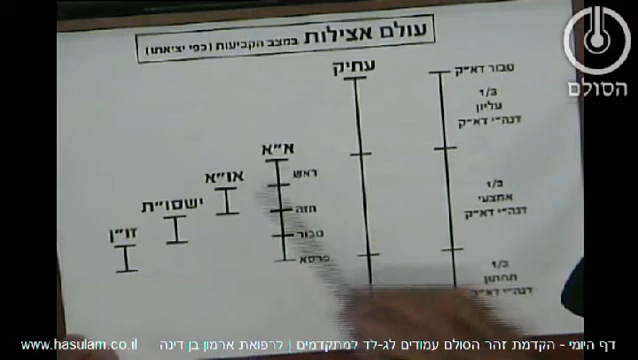 עולם אצילות במצב הקביעות (כפי יציאתו)
הסולם
טבור דא"ק
1/3
עליון
דנה"י דא"ק
1/3
אמצעי
דנה"י דא"ק
1/3
תחתון
דנה"י דא"ק
עתיק
א"א
ראש
חזה
טבור
פרסא
או"א
ישסו"ת
זו"ן
דף היומי - הקדמת זהר הסולם עמודים לג-לד למתקדמים | לרפואת ארמון בן דינה
www.hasulam.co.il